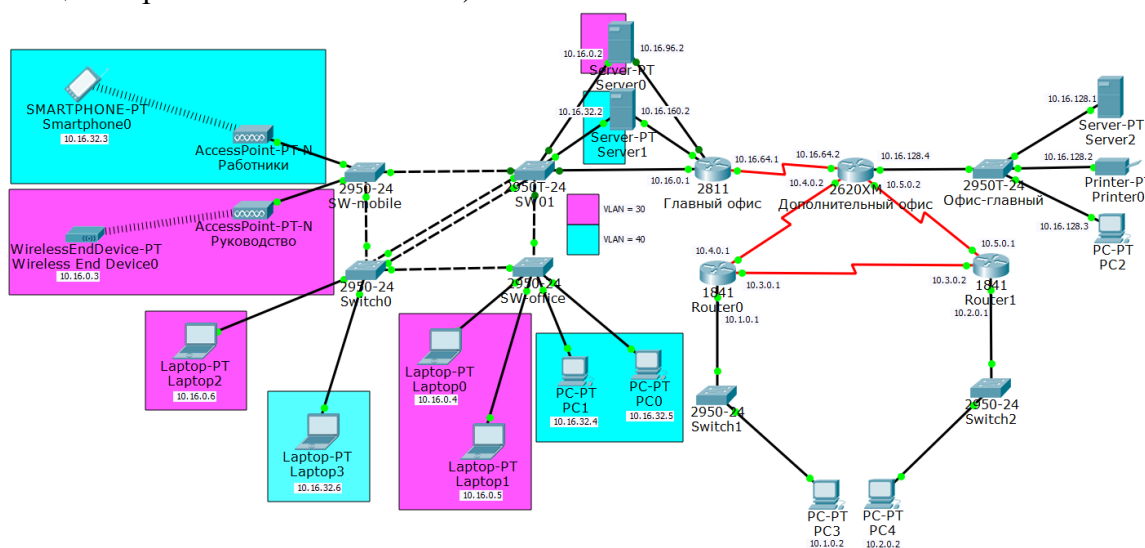 SMARTPHONE-PT
Smartphone0
10.16.32.3
AccessPoint-PT-N
Работники
AccessPoint-PT-N
Руководство
WirelessEndDevice-PT
Wireless End Device0
10.16.0.3
2950-24
SW-mobile
2950T-24
SW01
2950-24
Switch0
2950-24
SW-office
Laptop-PT
Laptop2
10.16.0.6
Laptop-PT
Laptop3
10.16.32.6
Laptop-PT
Laptop0
10.16.0.4
Laptop-PT
Laptop1
10.16.0.5
PC-PT
PC1
10.16.32.4
PC-PT
PC0
10.16.32.5
10.16.0.2
10.16.96.2
Server-PT
Server0
10.16.32.2
10.16.160.2
Server-PT
Server1
VLAN = 30
VLAN = 40
10.16.0.1
10.16.64.1
2811
Главный офис
10.16.64.2
10.16.128.4
10.4.0.2
10.5.0.2
2620XM
Дополнительный офис
2950T-24
Офис-главный
10.16.128.1
Server-PT
Server2
10.16.128.2
Printer-PT
Printer0
10.16.128.3
PC-PT
PC2
10.4.0.1
10.3.0.1
1841
Router0
10.1.0.1
10.5.0.1
10.3.0.2
1841
Router1
10.2.0.1
2950-24
Switch1
2950-24
Switch2
PC-PT
PC3
10.1.0.2
PC-PT
PC4
10.2.0.2